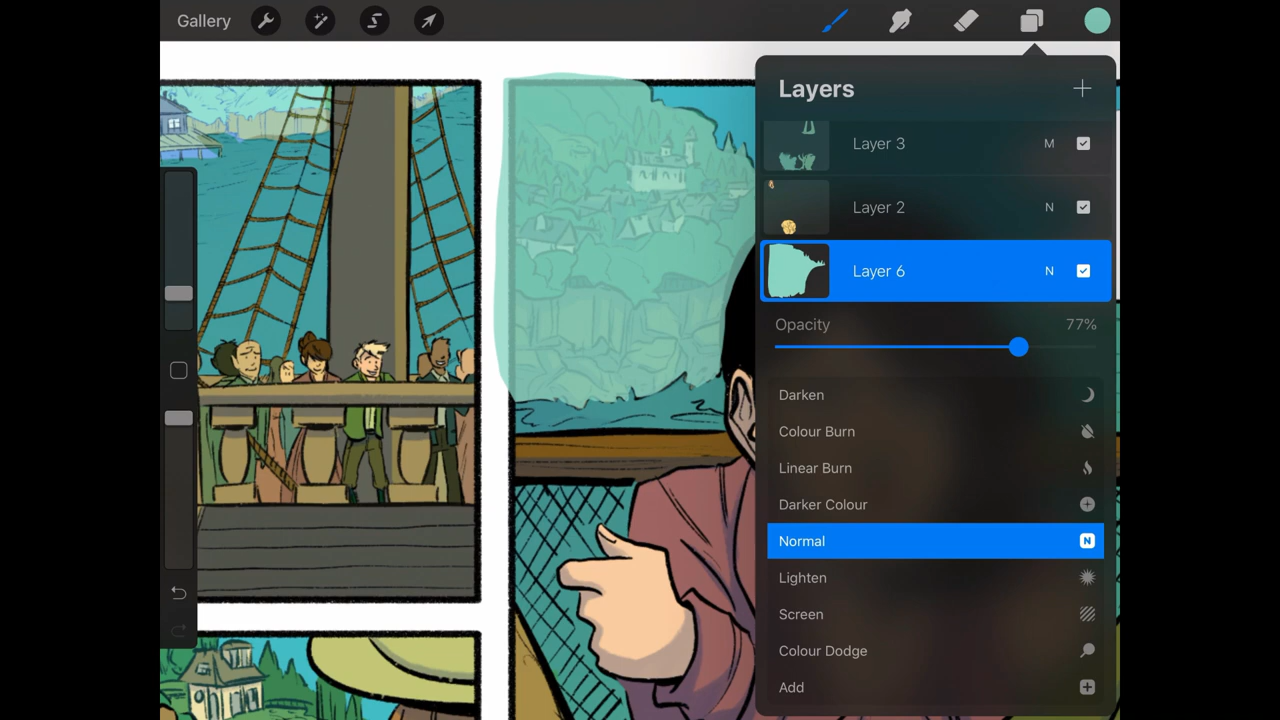 Gallery
Layers
Layer 3 M
Layer 2 N
Layer 6 N
Opacity 77%
Darken
Colour Burn
Linear Burn
Darker Colour
Normal N
Lighten
Screen
Colour Dodge
Add